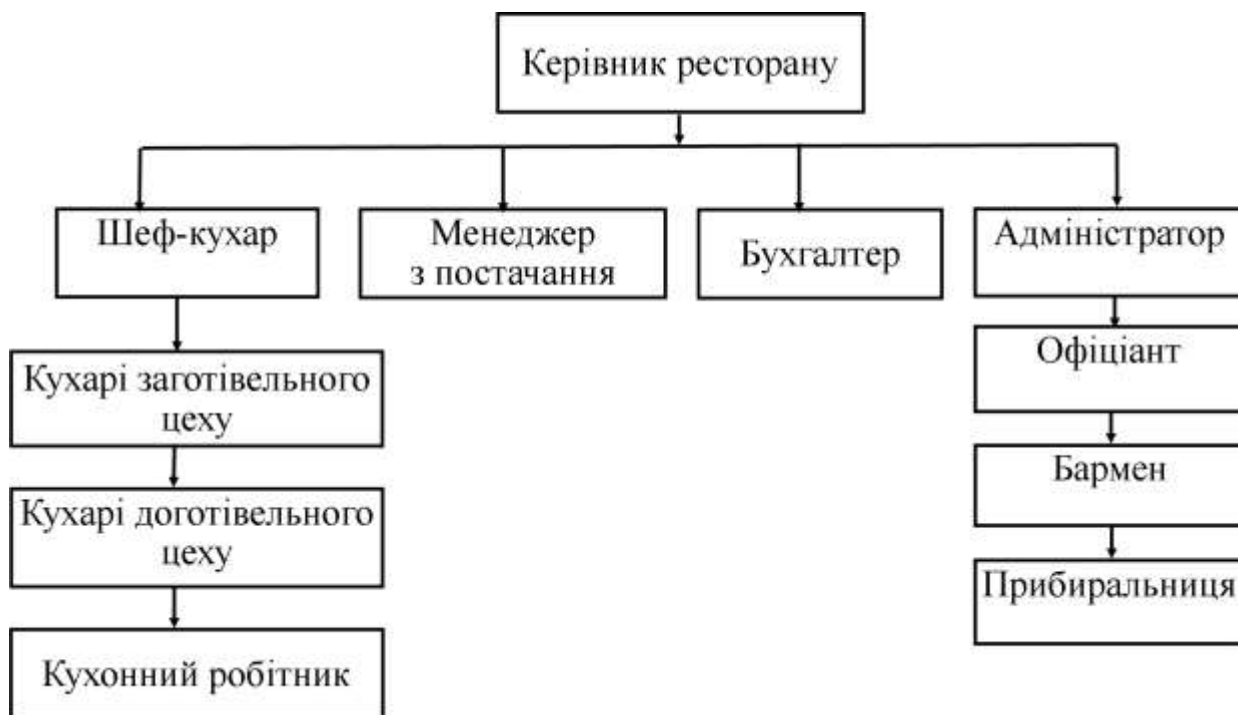 Керівник ресторану
Шеф-кухар
Менеджер
з постачання
Бухгалтер
Адміністратор
Кухарі заготівельного
цеху
Кухарі доготівельного
цеху
Кухонний робітник
Офіціант
Бармен
Прибиральниця